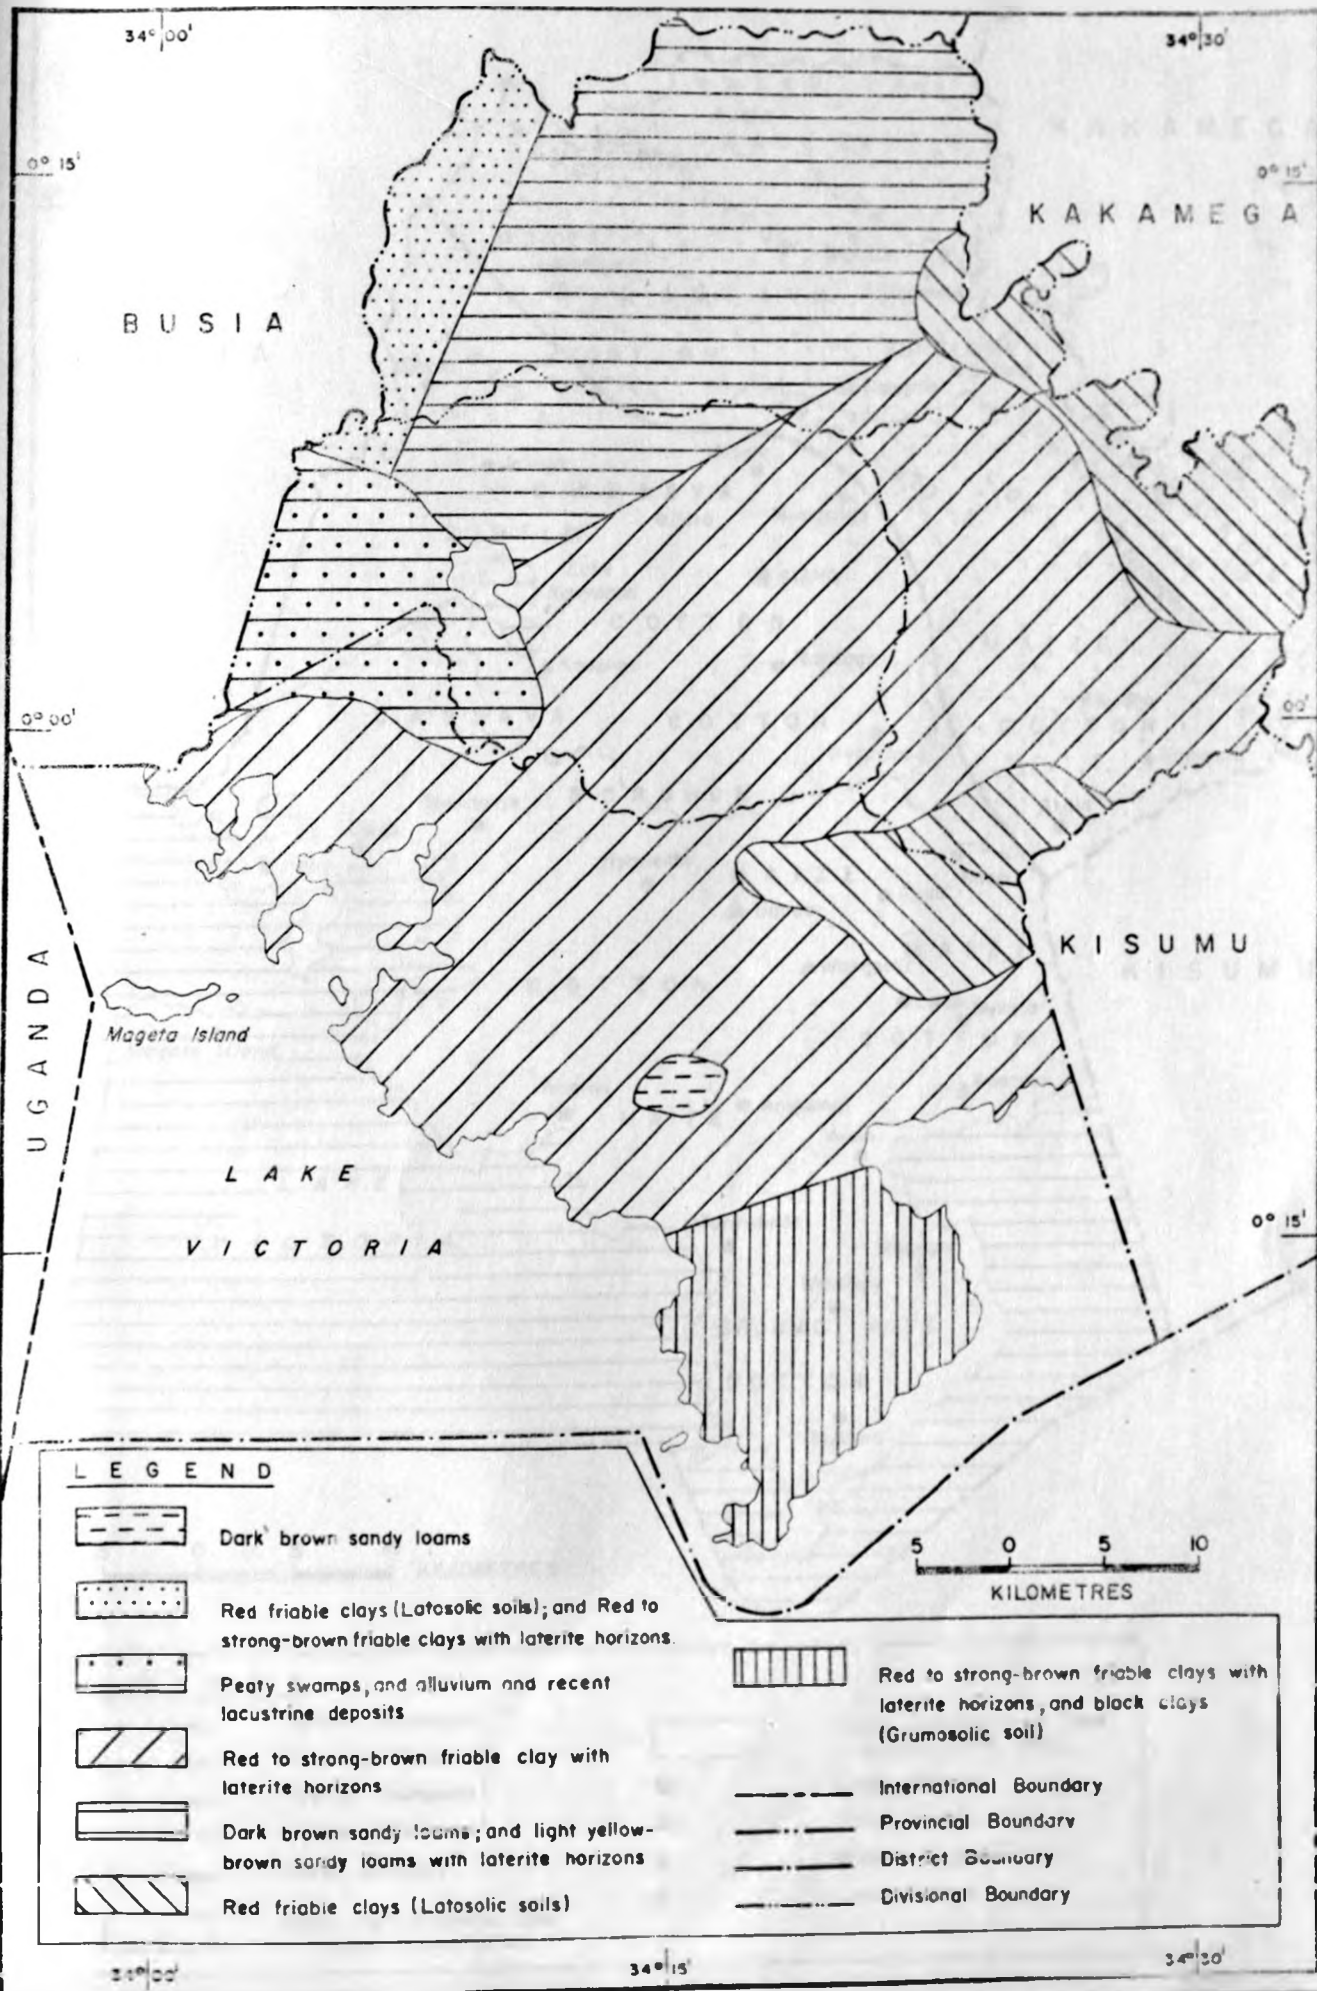 34°00'
34°30'
0° 15'
0° 15'
KAKAMEGA
BUSIA
0° 00'
00'
KISUMU
UGANDA
Mageta Island
LAKE
VICTORIA
0° 15'
LEGEND
Dark brown sandy loams
Red friable clays (Latosolic soils); and Red to
strong-brown friable clays with laterite horizons.
Peaty swamps, and alluvium and recent
lacustrine deposits
Red to strong-brown friable clay with
laterite horizons
Dark brown sandy loams; and light yellow-
brown sandy loams with laterite horizons
Red friable clays (Latosolic soils)
5 0 5 10
KILOMETRES
Red to strong-brown friable clays with
laterite horizons, and black clays
(Grumosolic soil)
International Boundary
Provincial Boundary
District Boundary
Divisional Boundary
34°00'
34°15'
34°30'